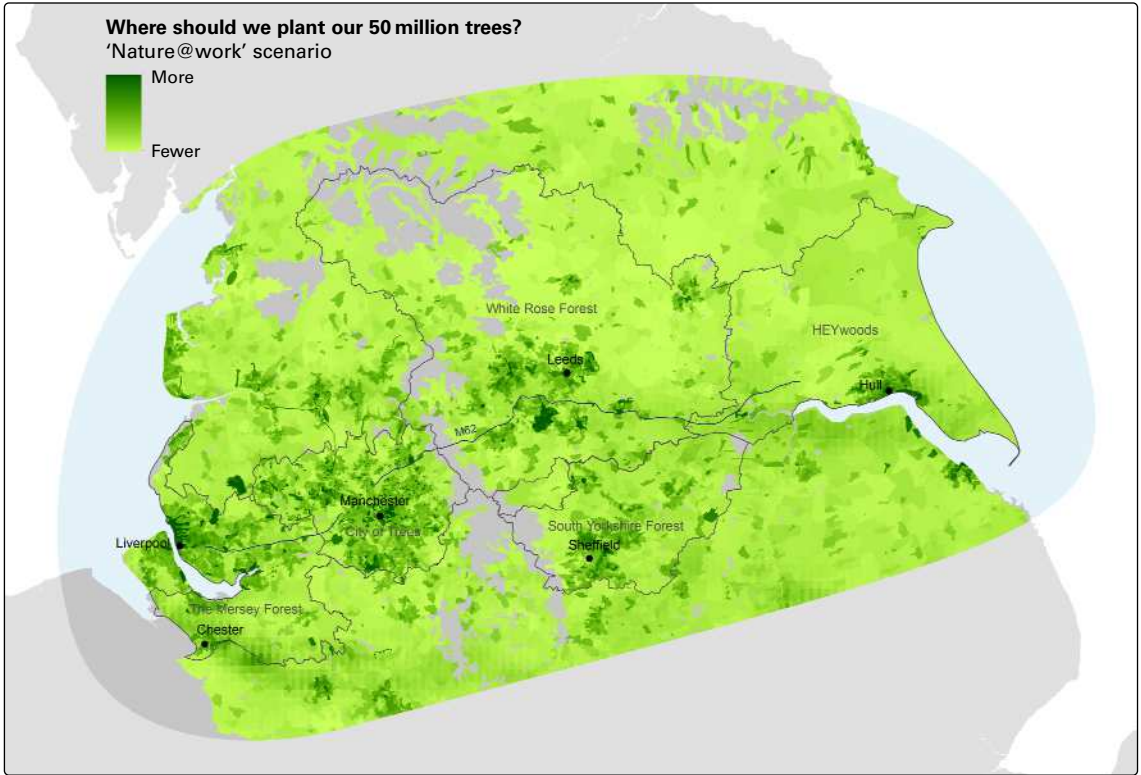 Where should we plant our 50 million trees?
‘Nature@work’ scenario
More
Fewer
White Rose Forest
HEYwoods
Leeds
Hull
M62
Manchester
City of Trees
South Yorkshire Forest
Liverpool
Sheffield
The Mersey Forest
Chester